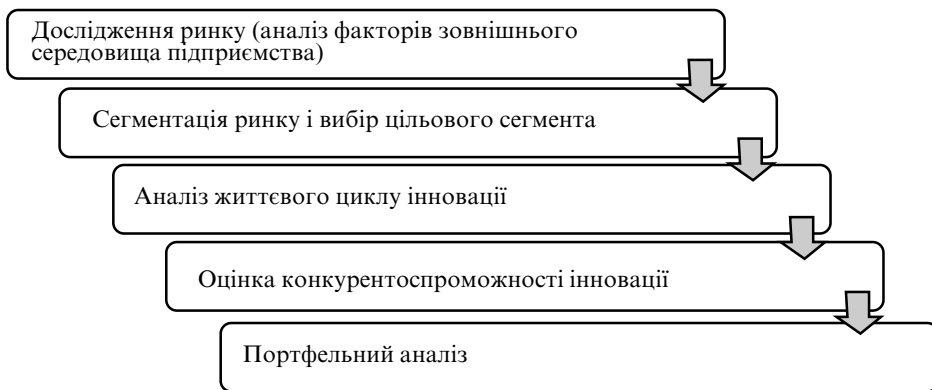 Дослідження ринку (аналіз факторів зовнішнього
середовища підприємства)
Сегментація ринку і вибір цільового сегмента
Аналіз життєвого циклу інновації
Оцінка конкурентоспроможності інновації
Портфельний аналіз